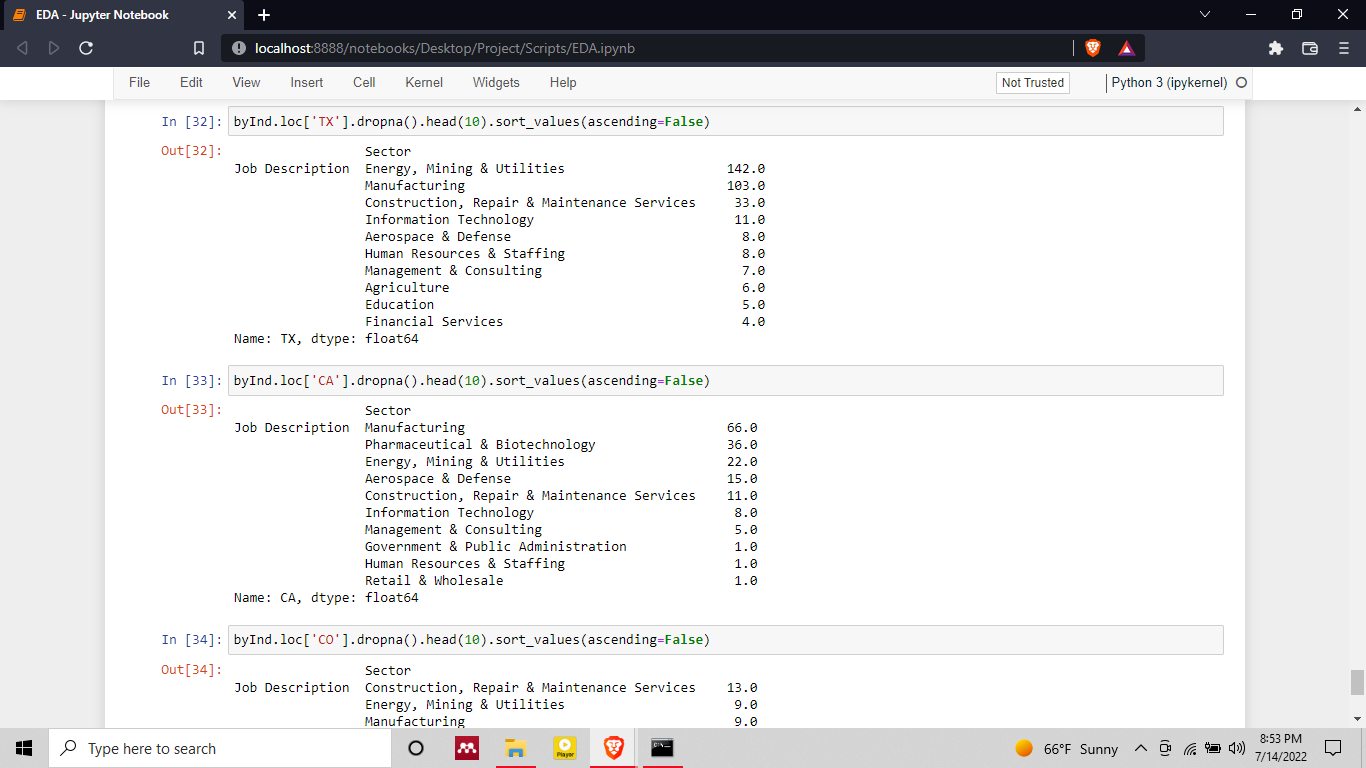 EDA - Jupyter Notebook
localhost:8888/notebooks/Desktop/Project/Scripts/EDA.ipynb
File Edit View Insert Cell Kernel Widgets Help Not Trusted Python 3 (ipykernel)
In [32]: byInd.loc['TX'].dropna().head(10).sort_values(ascending=False)
Out[32]: Sector
Job Description Energy, Mining & Utilities 142.0
Manufacturing 103.0
Construction, Repair & Maintenance Services 33.0
Information Technology 11.0
Aerospace & Defense 8.0
Human Resources & Staffing 8.0
Management & Consulting 7.0
Agriculture 6.0
Education 5.0
Financial Services 4.0
Name: TX, dtype: float64
In [33]: byInd.loc['CA'].dropna().head(10).sort_values(ascending=False)
Out[33]: Sector
Job Description Manufacturing 66.0
Pharmaceutical & Biotechnology 36.0
Energy, Mining & Utilities 22.0
Aerospace & Defense 15.0
Construction, Repair & Maintenance Services 11.0
Information Technology 8.0
Management & Consulting 5.0
Government & Public Administration 1.0
Human Resources & Staffing 1.0
Retail & Wholesale 1.0
Name: CA, dtype: float64
In [34]: byInd.loc['CO'].dropna().head(10).sort_values(ascending=False)
Out[34]: Sector
Job Description Construction, Repair & Maintenance Services 13.0
Energy, Mining & Utilities 9.0
Manufacturing 9.0
Type here to search
Player
66°F Sunny
8:53 PM
7/14/2022